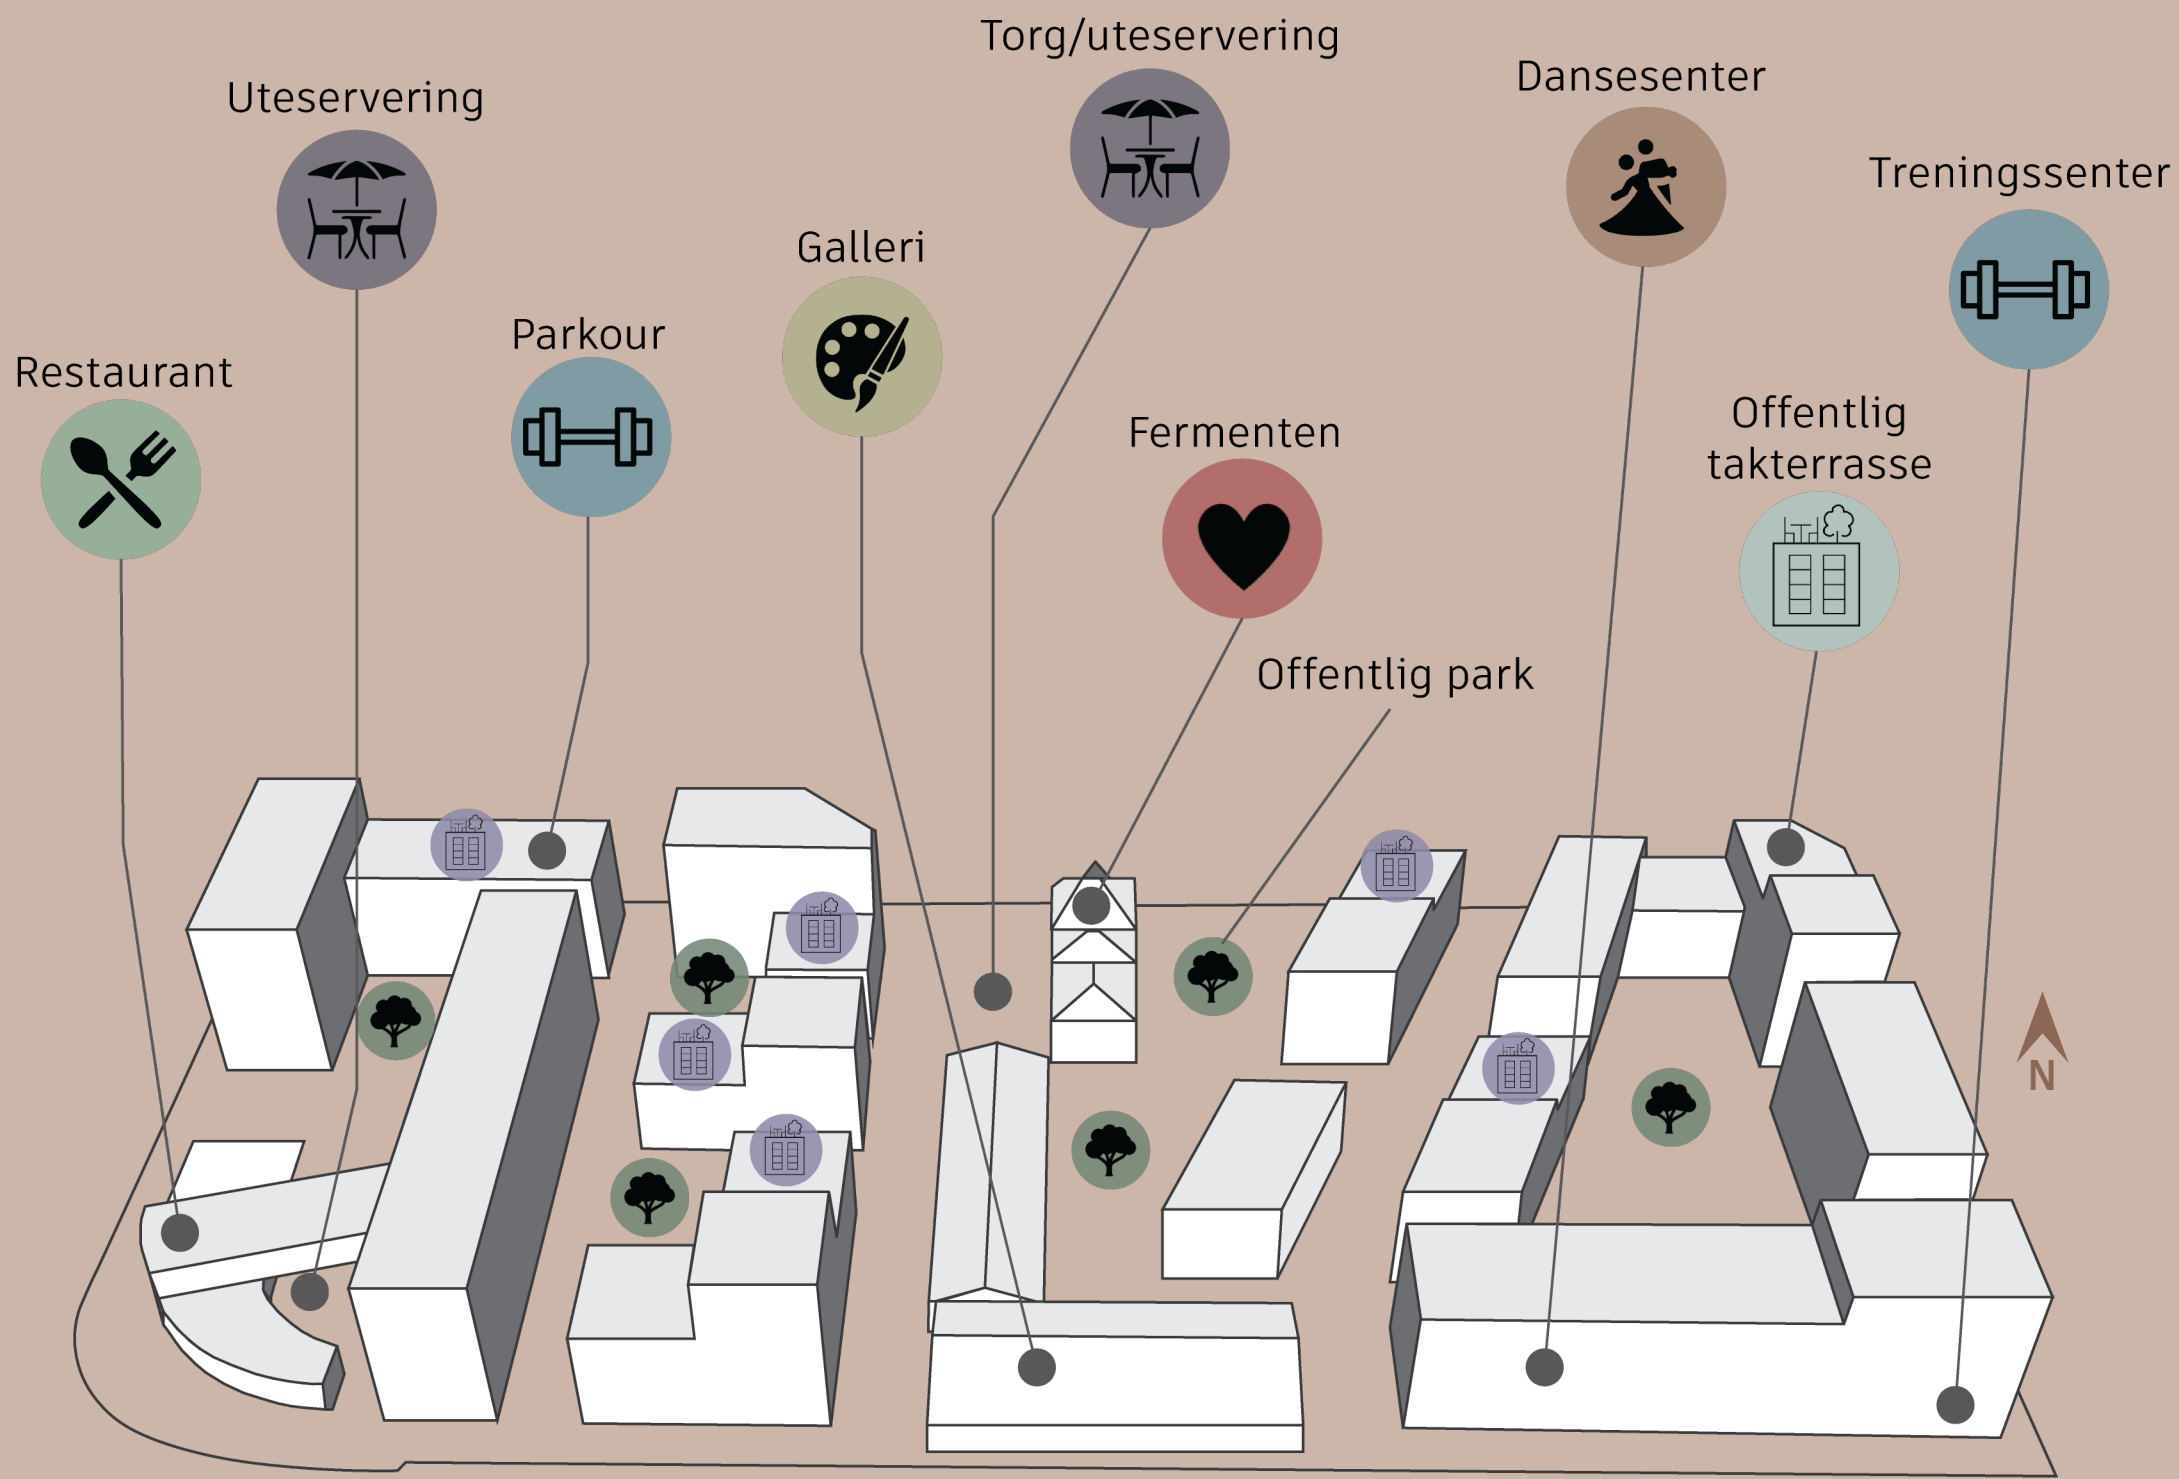 Torg/uteservering
Dansesenter
Uteservering
Treningssenter
Galleri
Parkour
Restaurant
Offentlig
takterrasse
Fermenten
Offentlig park
N